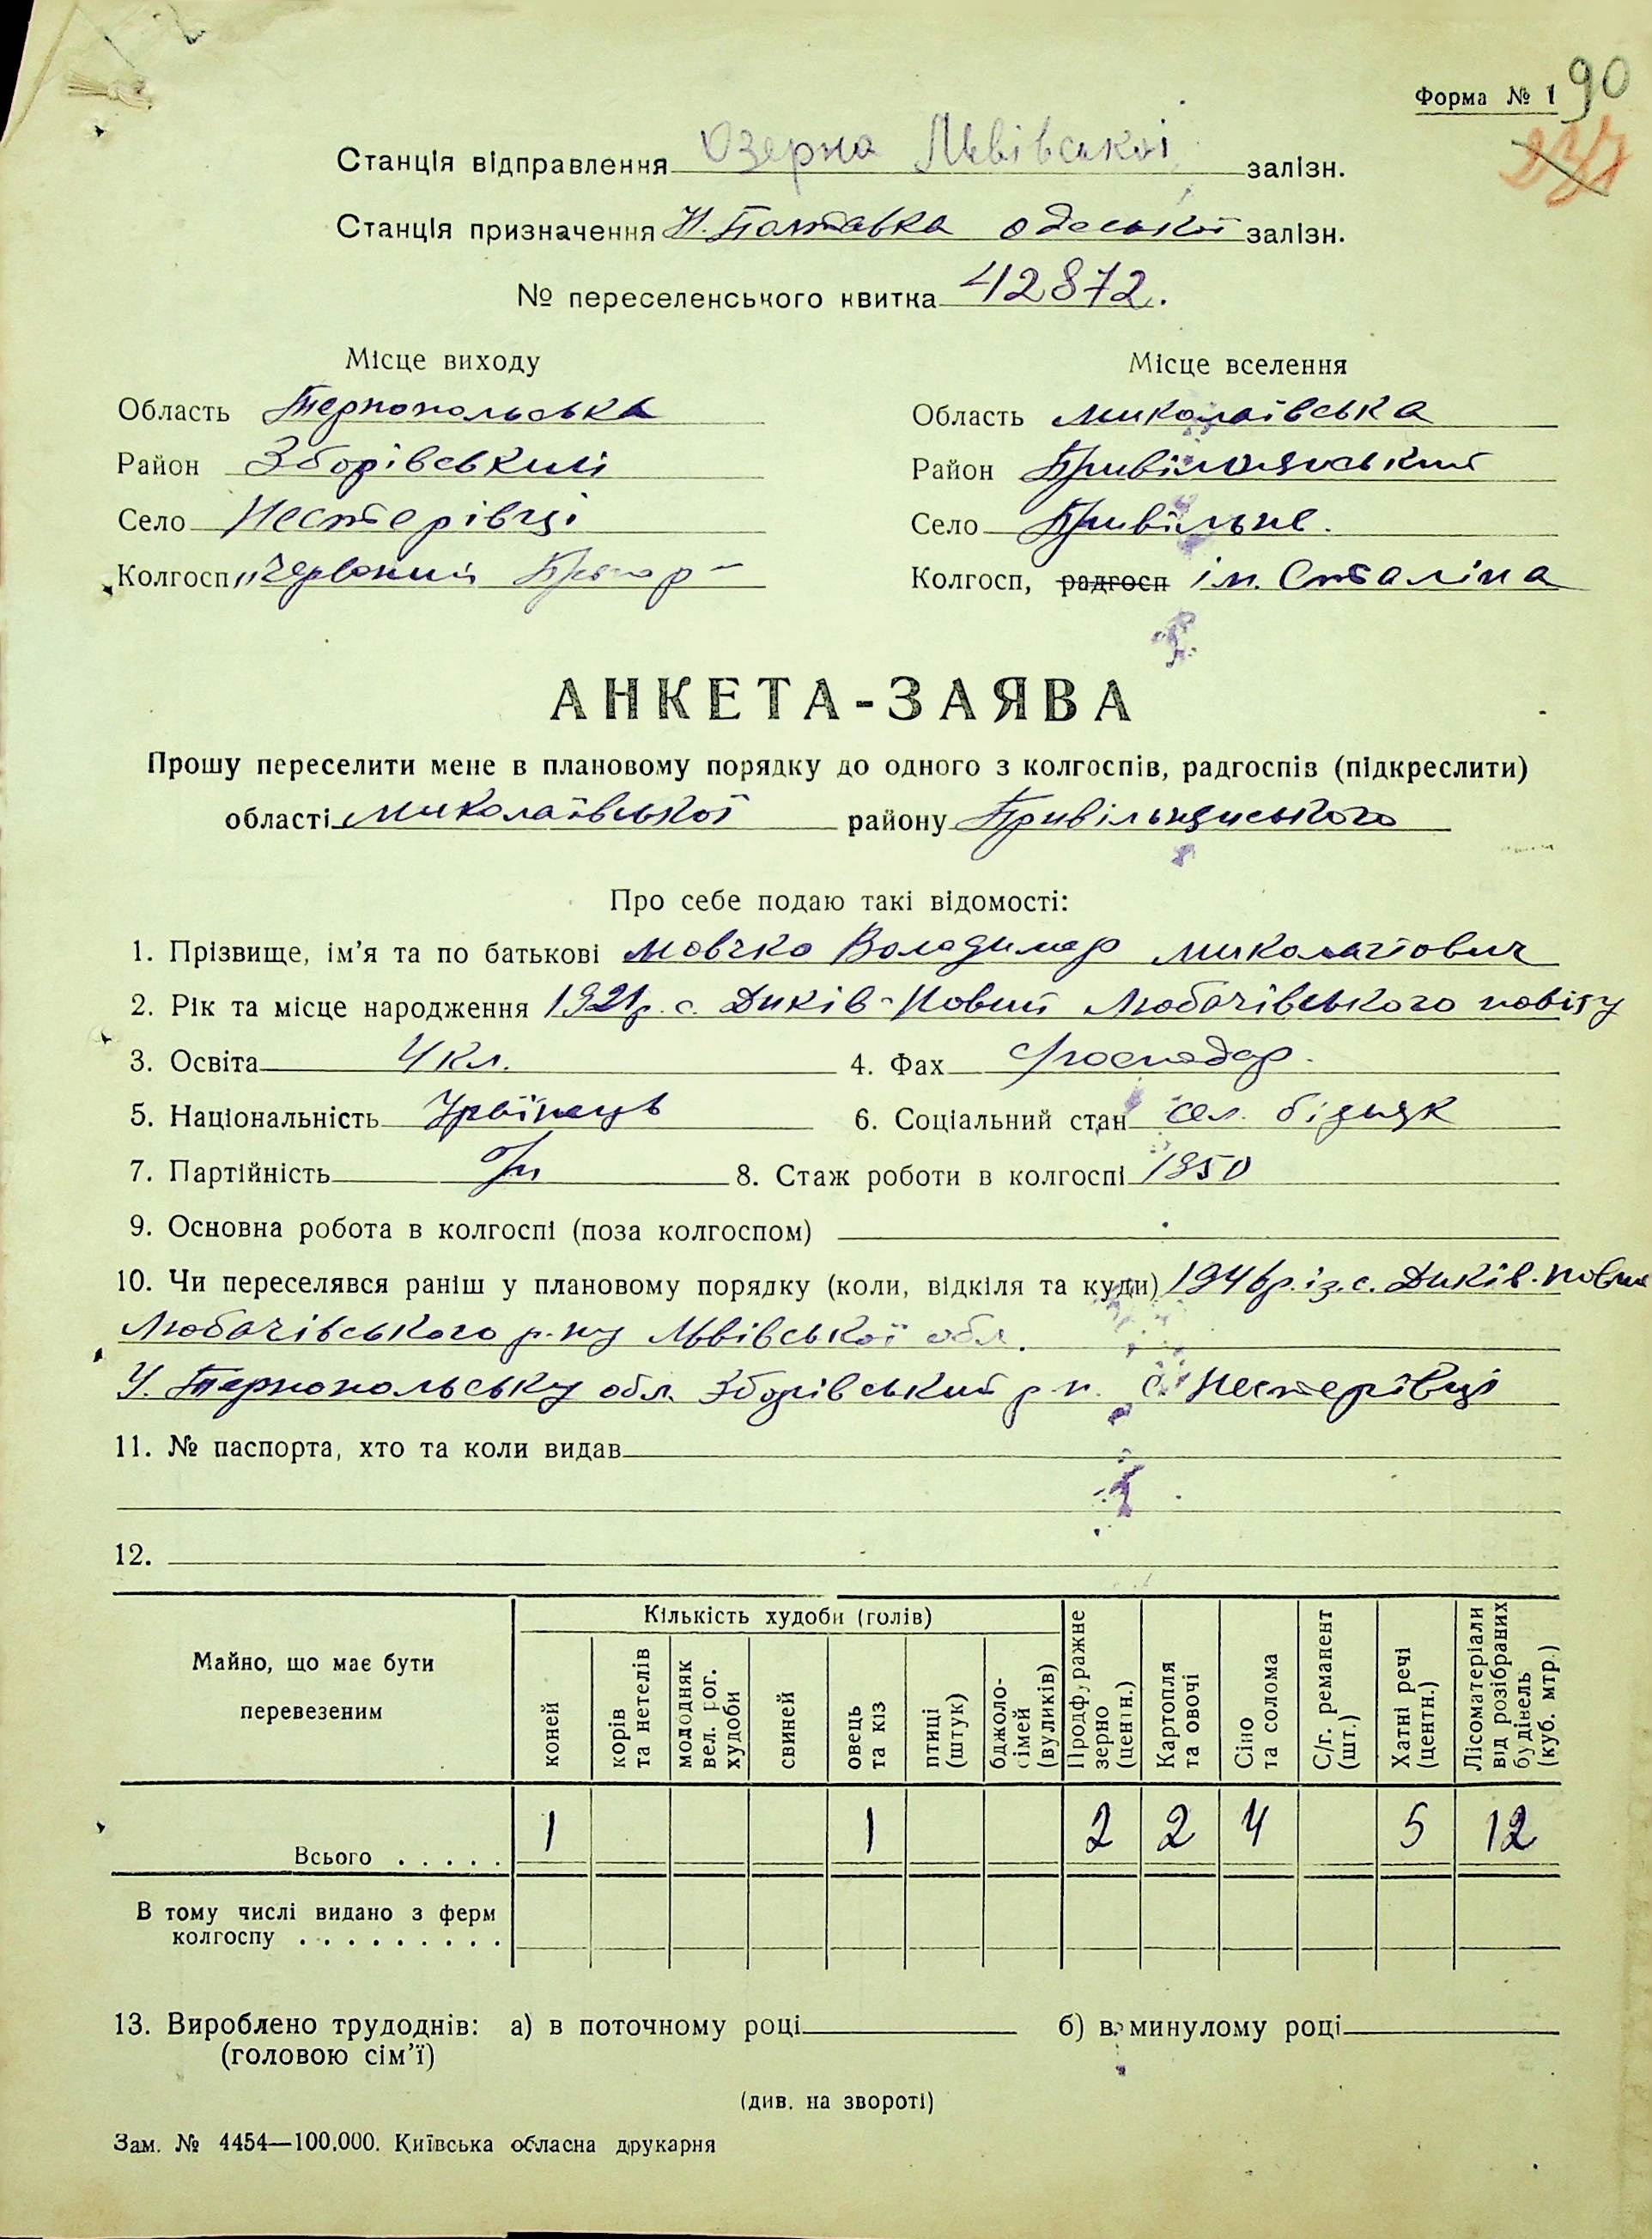 Форма № 1
90
237
Станція відправлення Озерна Львівської залізн.
Станція призначення Н. Полтавка Одеської залізн.
№ переселенського квитка 42872.
Місце виходу
Область Тернопольська
Район Зборівський
Село Нестерівці
Колгосп „Червоний
Місце вселення
Область Миколаївська
Район Привільнянський
Село Привільне.
Колгосп, радгосп ім. Сталіна
АНКЕТА-ЗАЯВА
Прошу переселити мене в плановому порядку до одного з колгоспів, радгоспів (підкреслити)
області Миколаївської району Привільнянського
Про себе подаю такі відомості:
1. Прізвище, ім'я та по батькові Мовчко Володимир Миколайович
2. Рік та місце народження 1921р. с. Диків-Новий Любачівського повіту
3. Освіта 4 кл. 4. Фах господар.
5. Національність Українець 6. Соціальний стан сел. бідняк
7. Партійність б/п 8. Стаж роботи в колгоспі 1950
9. Основна робота в колгоспі (поза колгоспом)
10. Чи переселявся раніш у плановому порядку (коли, відкіля та куди) 1946р. із. с. Диків-новий
Любачівського р-ну Львівської обл.
У. Тернопольську обл. Зборівський р н. с. Нестерівці
11. № паспорта, хто та коли видав
12.
Майно, що має бути
перевезеним
Кількість худоби (голів)
коней
корів
та нетелів
молодняк
вел. рог.
худоби
свиней
овець
та кіз
птиці
(штук)
бджоло-
сімей
(вуликів)
Продфуражне
зерно
(центн.)
Картопля
та овочі
Сіно
та солома
С/г. реманент
(шт.)
Хатні речі
(центн.)
Лісоматеріали
від розібраних
будівель
(куб. мтр.)
Всього . . . . . 1 1 2 2 4 5 12
В тому числі видано з ферм
колгоспу . . . . . . . . .
13. Вироблено трудоднів: а) в поточному році б) в минулому році
(головою сім'ї)
(див. на звороті)
Зам. № 4454—100.000. Київська обласна друкарня